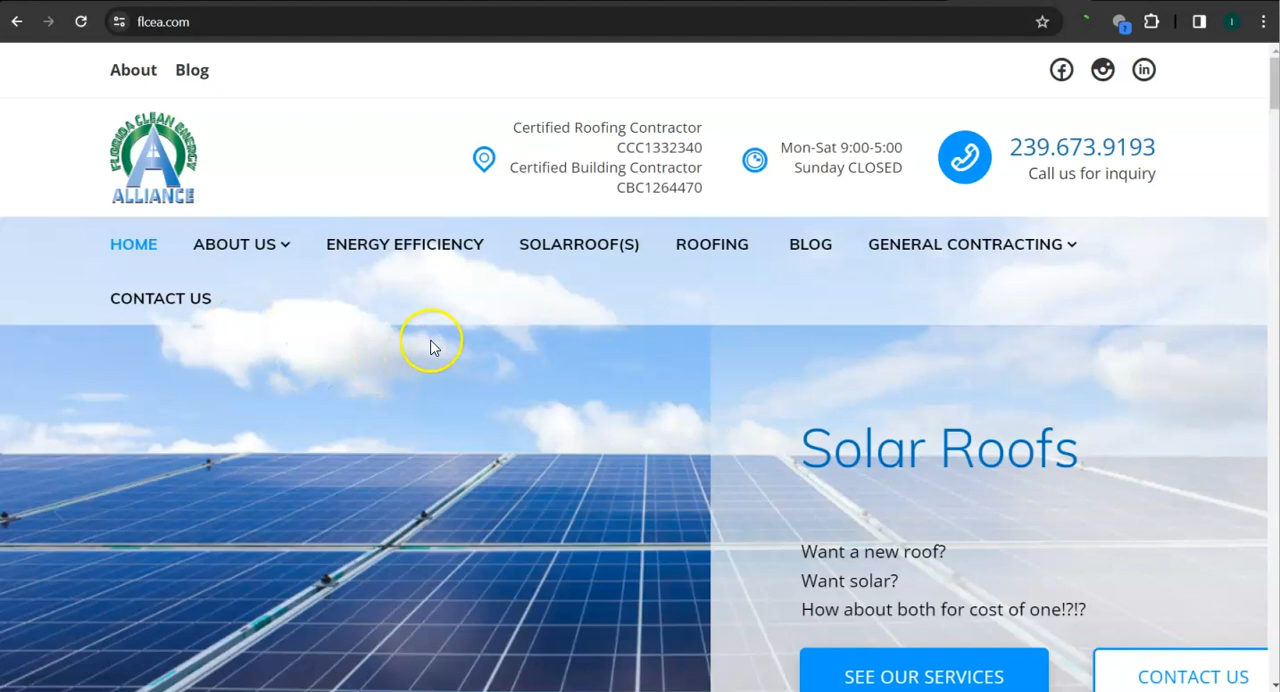 flcea.com
About Blog
FLORIDA CLEAN ENERGY
ALLIANCE
Certified Roofing Contractor
CCC1332340
Certified Building Contractor
CBC1264470
Mon-Sat 9:00-5:00
Sunday CLOSED
239.673.9193
Call us for inquiry
HOME ABOUT US ENERGY EFFICIENCY SOLARROOF(S) ROOFING BLOG GENERAL CONTRACTING
CONTACT US
Solar Roofs
Want a new roof?
Want solar?
How about both for cost of one!?!?
SEE OUR SERVICES CONTACT US